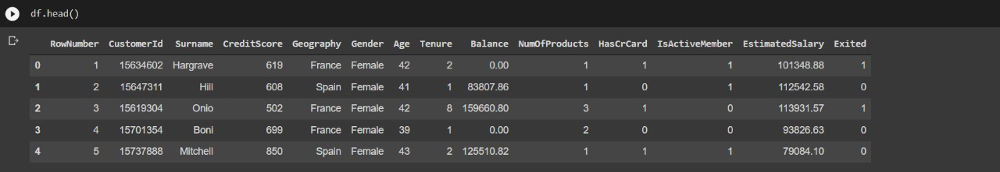 df.head()
RowNumber CustomerId Surname CreditScore Geography Gender Age Tenure Balance NumOfProducts HasCrCard IsActiveMember EstimatedSalary Exited
0 1 15634602 Hargrave 619 France Female 42 2 0.00 1 1 1 101348.88 1
1 2 15647311 Hill 608 Spain Female 41 1 83807.86 1 0 1 112542.58 0
2 3 15619304 Onio 502 France Female 42 8 159660.80 3 1 0 113931.57 1
3 4 15701354 Boni 699 France Female 39 1 0.00 2 0 0 93826.63 0
4 5 15737888 Mitchell 850 Spain Female 43 2 125510.82 1 1 1 79084.10 0